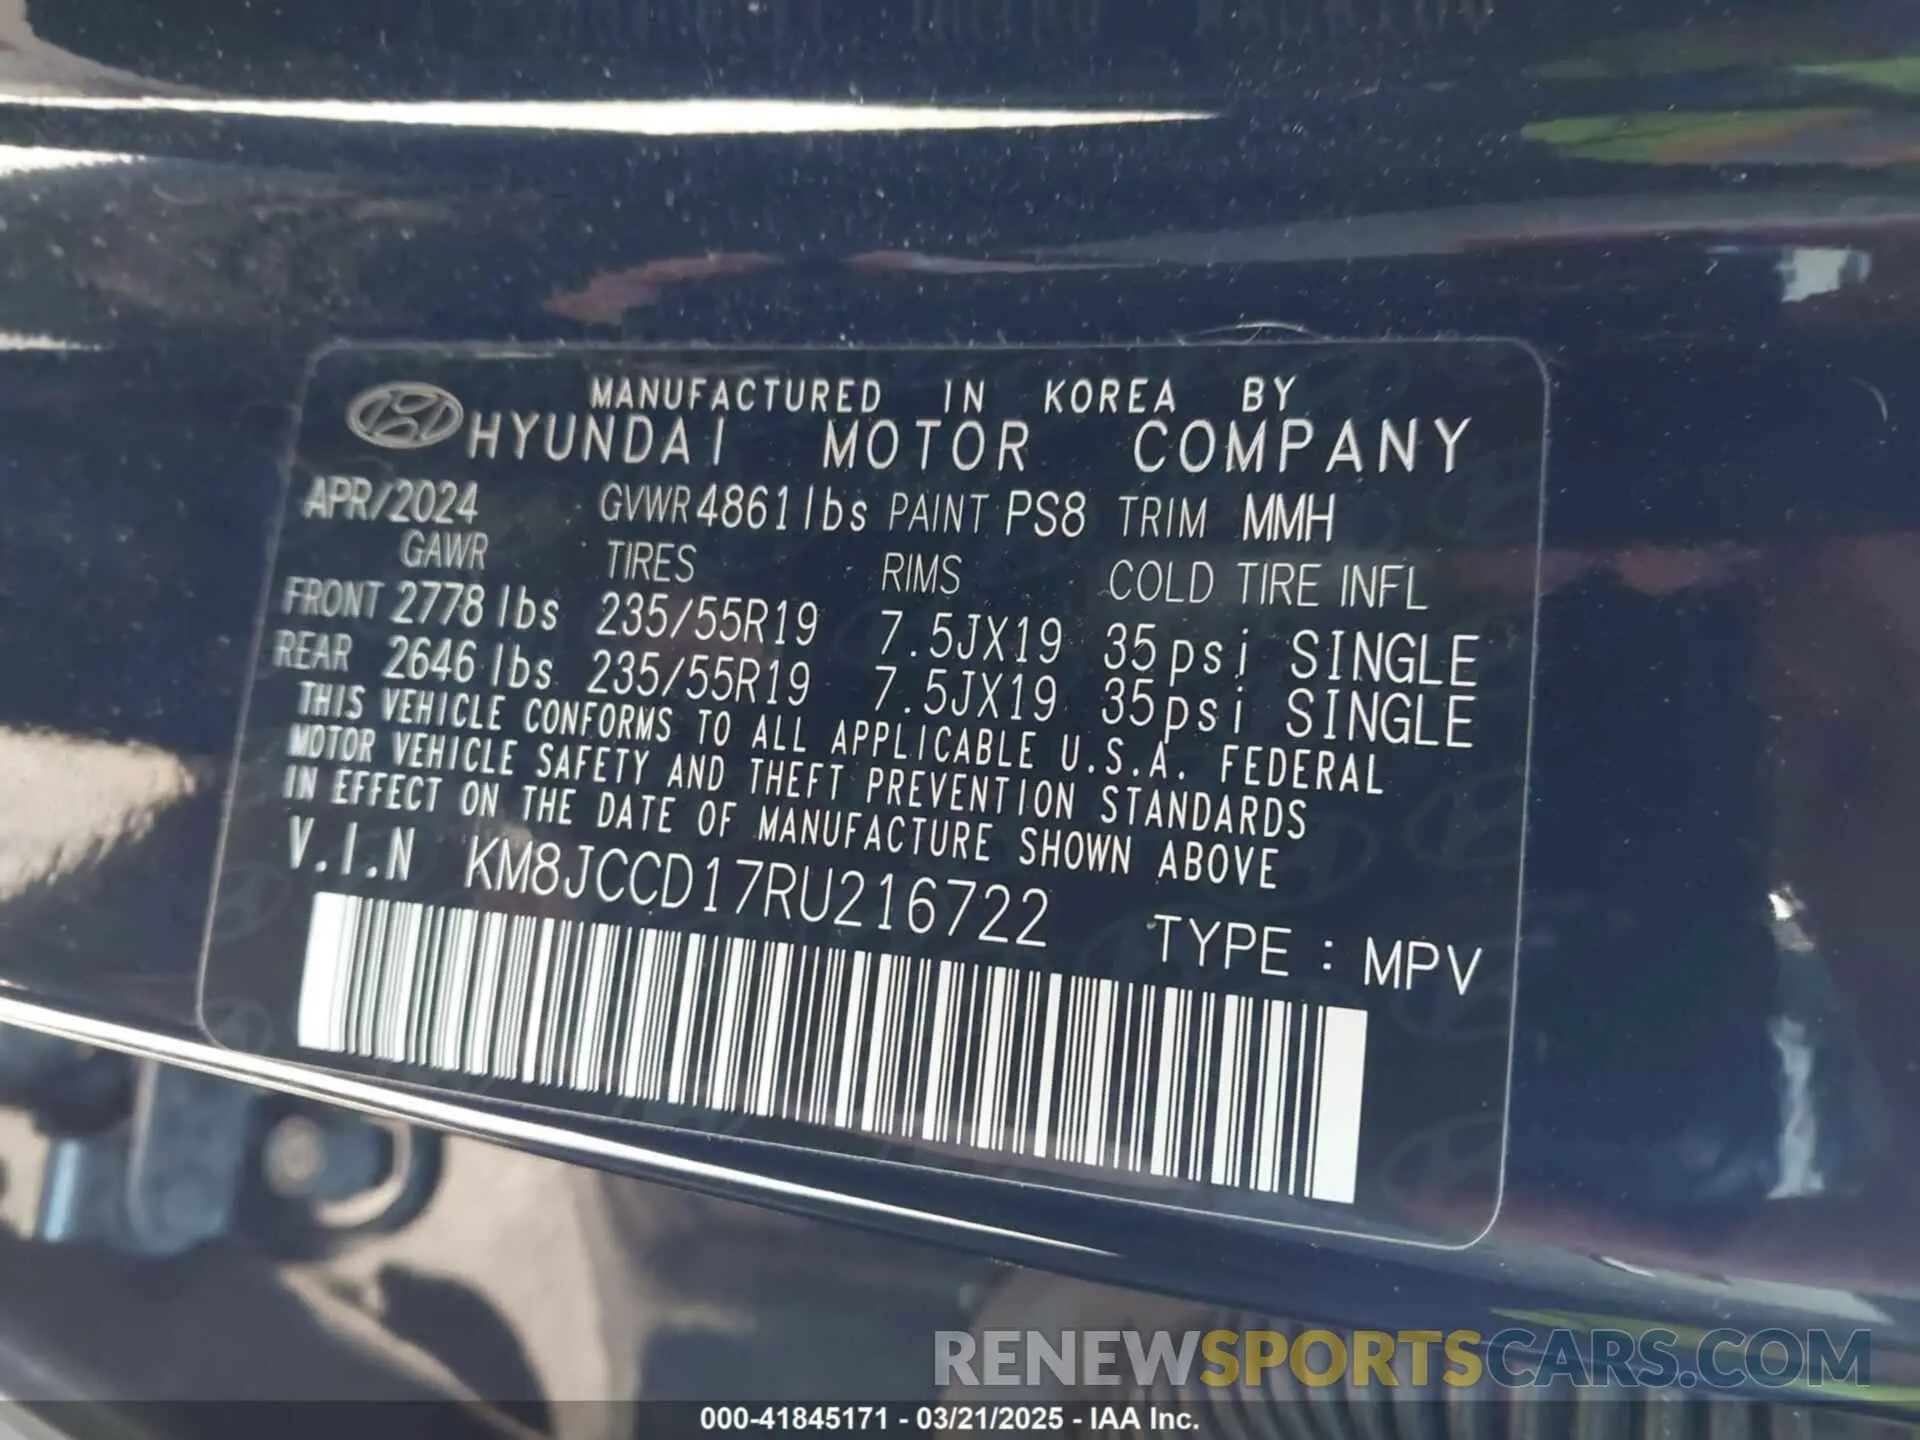 MANUFACTURED IN KOREA BY
HYUNDAI MOTOR COMPANY
APR/2024 GVWR 4861lbs PAINT PS8 TRIM MMH
GAWR TIRES RIMS COLD TIRE INFL
FRONT 2778 lbs 235/55R19 7.5JX19 35psi SINGLE
REAR 2646 lbs 235/55R19 7.5JX19 35psi SINGLE
THIS VEHICLE CONFORMS TO ALL APPLICABLE U.S.A. FEDERAL
MOTOR VEHICLE SAFETY AND THEFT PREVENTION STANDARDS
IN EFFECT ON THE DATE OF MANUFACTURE SHOWN ABOVE
V.I.N KM8JCCD17RU216722 TYPE : MPV
RENEWSPORTSCARS.COM
000-41845171 - 03/21/2025 - IAA Inc.